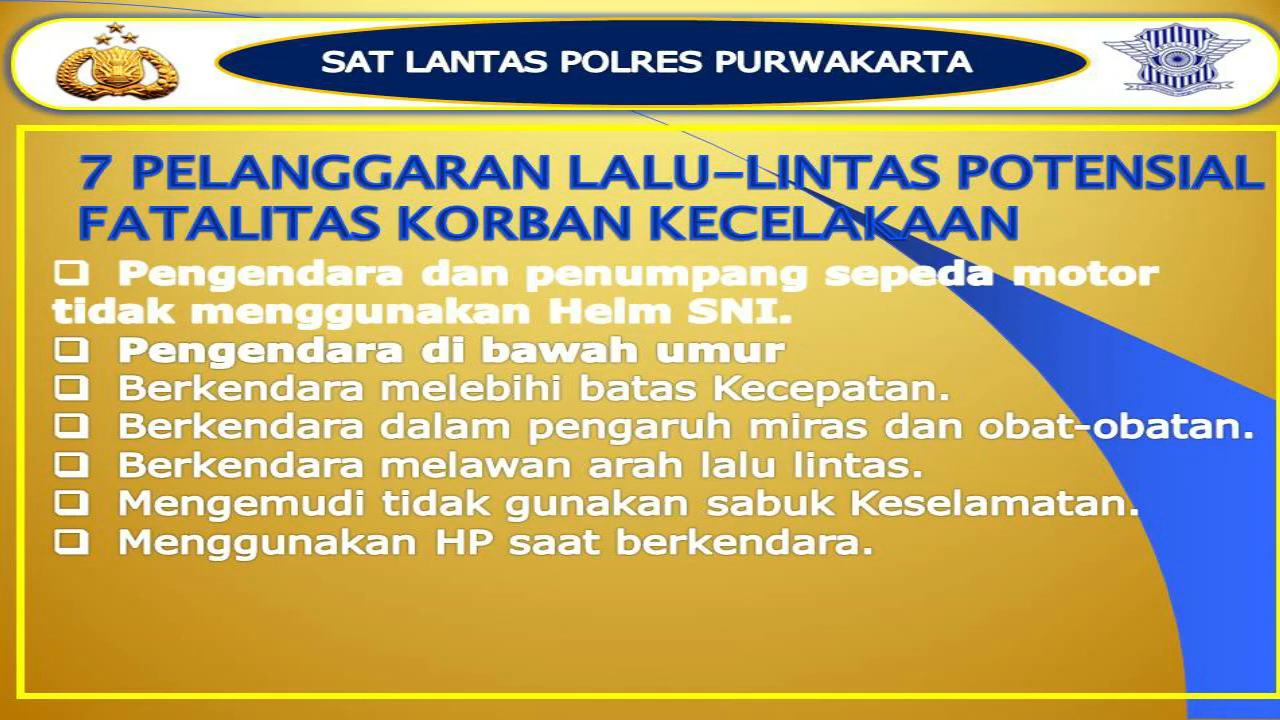 SAT LANTAS POLRES PURWAKARTA
7 PELANGGARAN LALU-LINTAS POTENSIAL
FATALITAS KORBAN KECELAKAAN
❑ Pengendara dan penumpang sepeda motor
tidak menggunakan Helm SNI.
❑ Pengendara di bawah umur
❑ Berkendara melebihi batas Kecepatan.
❑ Berkendara dalam pengaruh miras dan obat-obatan.
❑ Berkendara melawan arah lalu lintas.
❑ Mengemudi tidak gunakan sabuk Keselamatan.
❑ Menggunakan HP saat berkendara.